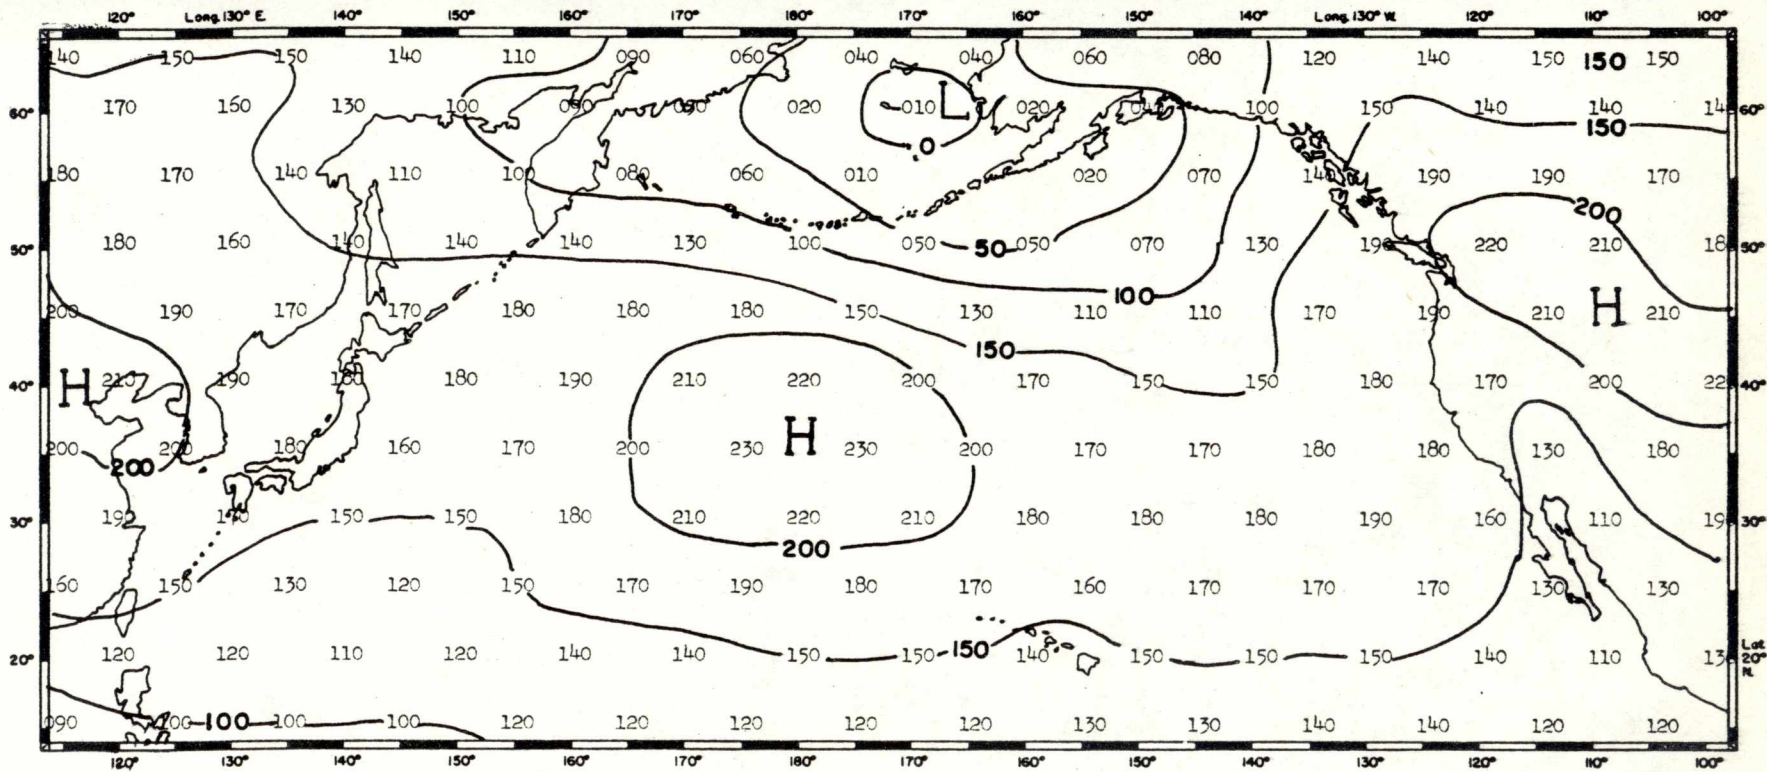 120° Long. 130° E. 140° 150° 160° 170° 180° 170° 160° 150° 140° Long. 130° W. 120° 110° 100°
140 150 150 140 110 090 060 040 040 060 080 120 140 150 150 150
60° 170 160 130 100 020 -010 L 020 100 150 140 140 60°
150
0
180 170 140 110 100 080 060 010 020 070 140 190 190 170
200
50° 180 160 140 140 140 130 100 050 50 050 070 130 190 220 210 50°
100
200 190 170 170 180 180 180 150 130 110 110 170 190 210 H 210
150
40° H 210 190 180 180 190 210 220 200 170 150 150 180 170 200 40°
H
200 200 180 160 170 200 230 230 200 170 170 180 180 130 180
200
30° 190 150 150 180 210 220 210 180 180 180 190 160 110 30°
200
160 150 130 120 150 170 190 180 170 160 170 170 170 130 130
20° 120 120 110 120 140 140 150 150 150 140 150 150 150 140 110 Lat. 20° N.
090 100 100 100 100 120 120 120 120 120 130 130 140 140 120 120
120° 130° 140° 150° 160° 170° 180° 170° 160° 150° 140° 130° 120° 110° 100°